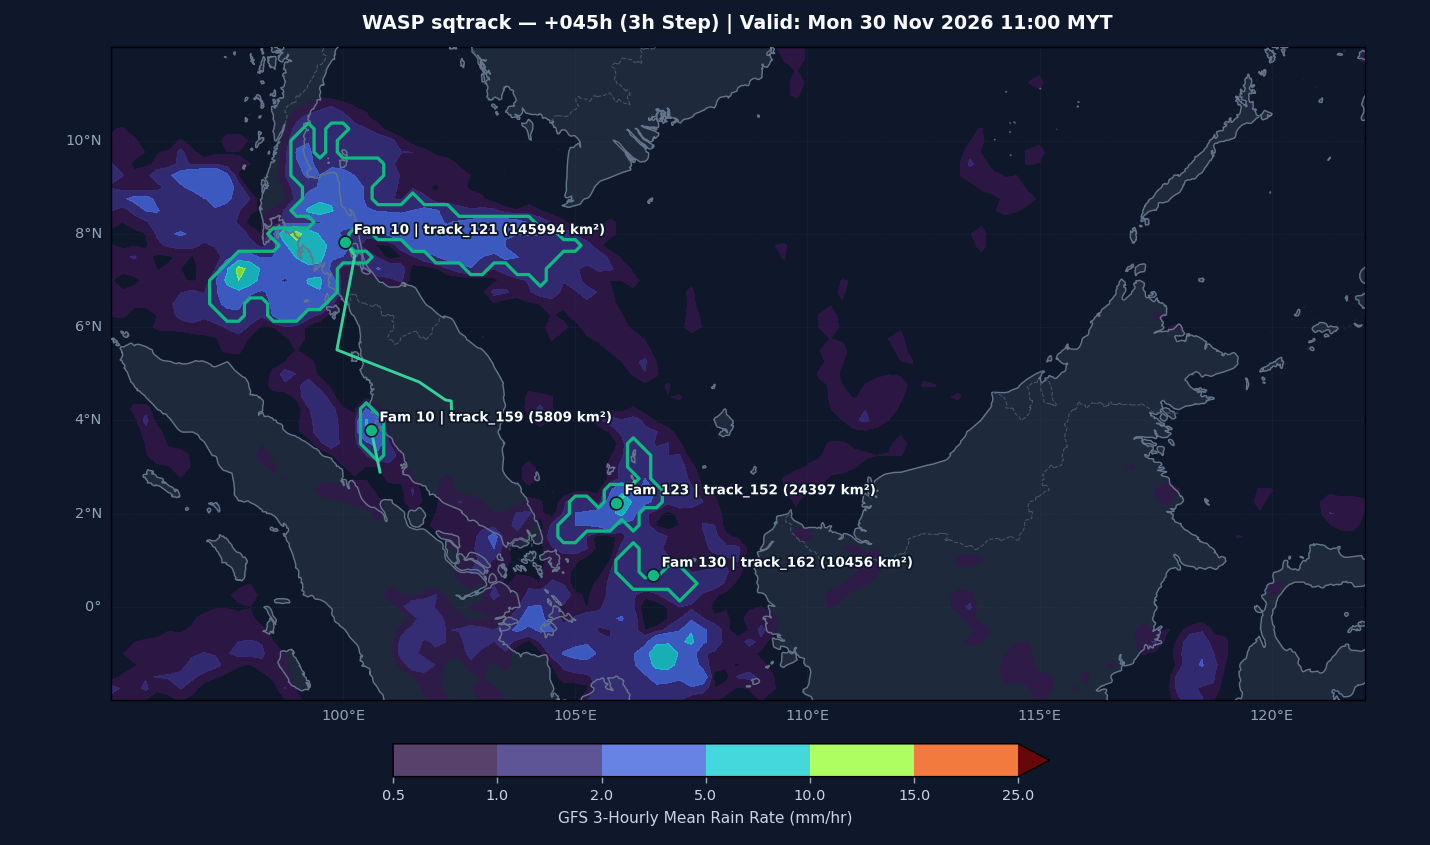 WASP sqtrack — +045h (3h Step) | Valid: Mon 30 Nov 2026 11:00 MYT
10°N
8°N
6°N
4°N
2°N
0°
Fam 10 | track_121 (145994 km²)
Fam 10 | track_159 (5809 km²)
Fam 123 | track_152 (24397 km²)
Fam 130 | track_162 (10456 km²)
100°E 105°E 110°E 115°E 120°E
0.5 1.0 2.0 5.0 10.0 15.0 25.0
GFS 3-Hourly Mean Rain Rate (mm/hr)